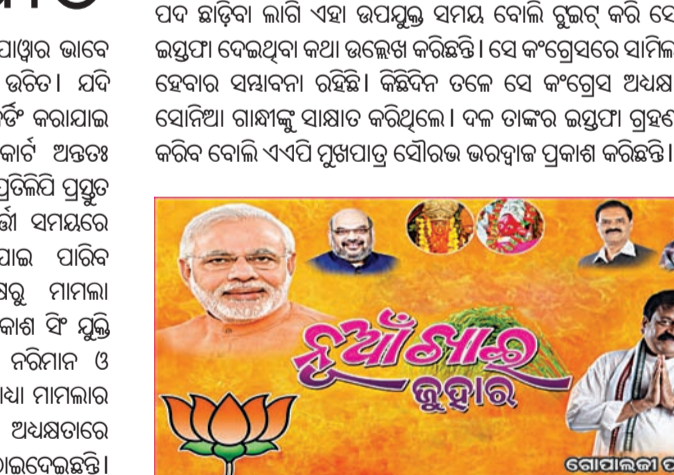 ପାୱାର ଭାବେ
ଉଚିତ। ଯଦି
କରାଯାଇ
କୋର୍ଟ ଅନ୍ତତଃ
ପ୍ରତିଲିପି ପ୍ରସ୍ତୁତ
ସମୟରେ
ପାରିବ
ମାମଲା
ସିଂ ଯୁକ୍ତି
ନରିମାନ ଓ
ମାମଲାର
ଅଧ୍ୟକ୍ଷତାରେ
ପଦ ଛାଡ଼ିବା ଲାଗି ଏହା ଉପଯୁକ୍ତ ସମୟ ବୋଲି ଟୁଇଟ୍ କରି ସେ
ଇସ୍ତଫା ଦେଇଥିବା କଥା ଉଲ୍ଲେଖ କରିଛନ୍ତି। ସେ କଂଗ୍ରେସରେ ସାମିଲ
ହେବାର ସମ୍ଭାବନା ରହିଛି। କିଛିଦିନ ତଳେ ସେ କଂଗ୍ରେସ ଅଧ୍ୟକ୍ଷ
ସୋନିଆ ଗାନ୍ଧୀଙ୍କୁ ସାକ୍ଷାତ କରିଥିଲେ। ଦଳ ତାଙ୍କର ଇସ୍ତଫା ଗ୍ରହଣ
କରିବ ବୋଲି ଏଏପି ମୁଖପାତ୍ର ସୌରଭ ଭରଦ୍ୱାଜ ପ୍ରକାଶ କରିଛନ୍ତି।
ନୂଆଁଖାଇ
ଜୁହାର
ଗୋପାଲଜୀ